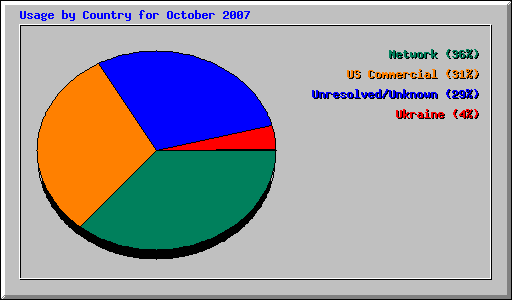 Usage by Country for October 2007
Network (36%)
US Commercial (31%)
Unresolved/Unknown (29%)
Ukraine (4%)